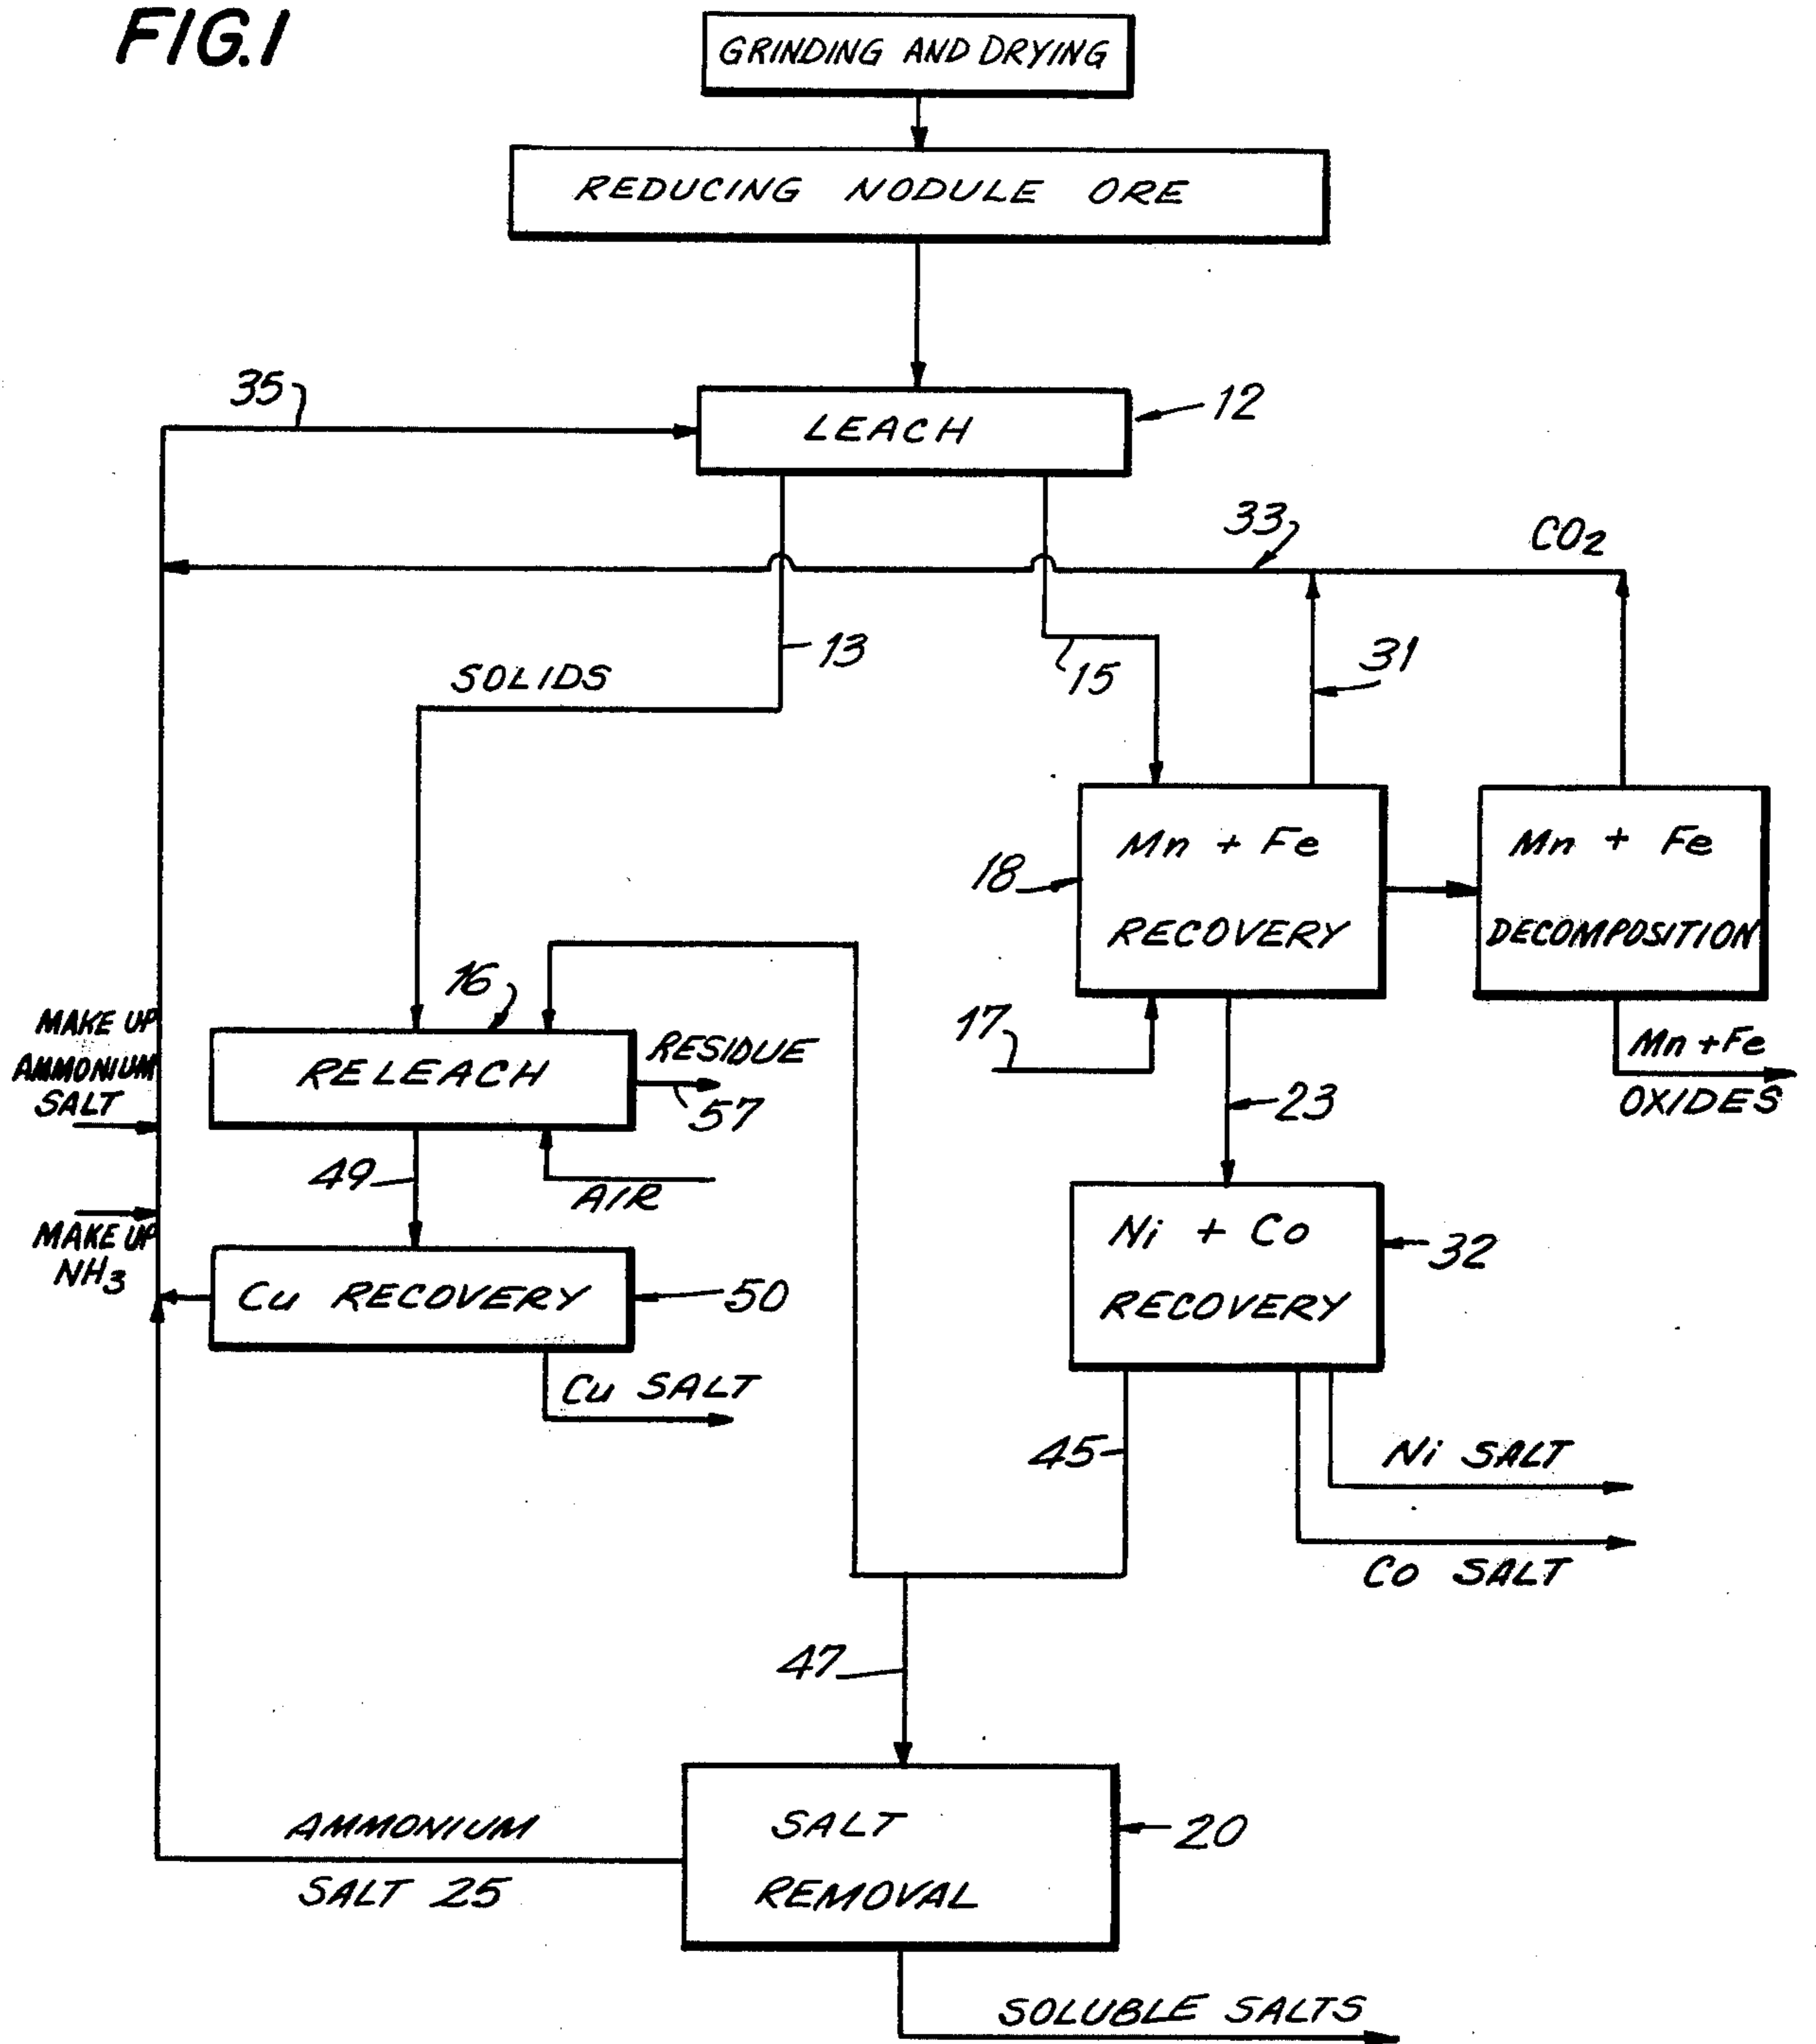 FIG.1
GRINDING AND DRYING
REDUCING NODULE ORE
35
LEACH
12
33
CO2
13
15
31
SOLIDS
Mn + Fe
RECOVERY
18
Mn + Fe
DECOMPOSITION
16
17
MAKE UP
AMMONIUM
SALT
RELEACH
RESIDUE
57
23
Mn + Fe
OXIDES
49
AIR
MAKE UP
NH3
Cu RECOVERY
50
Ni + Co
RECOVERY
32
Cu SALT
45
Ni SALT
Co SALT
47
AMMONIUM
SALT 25
SALT
REMOVAL
20
SOLUBLE SALTS